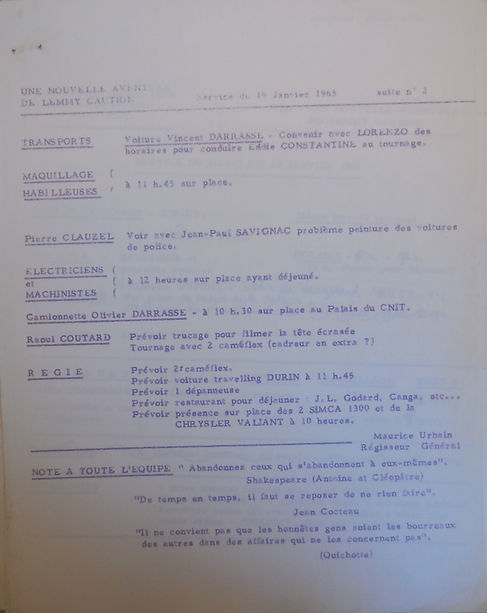 UNE NOUVELLE AVENTURE
DE LEMMY CAUTION Service du 19 Janvier 1965 suite n° 2
TRANSPORTS Voiture Vincent DARRASSE - Convenir avec LORENZO des
horaires pour conduire Eddie CONSTANTINE au tournage.
MAQUILLAGE (
HABILLEUSES ( à 11 h.45 sur place.
Pierre CLAUZEL Voir avec Jean-Paul SAVIGNAC problème peinture des voitures
de police.
ELECTRICIENS (
et ( à 12 heures sur place ayant déjeuné.
MACHINISTES (
Camionnette Olivier DARRASSE - à 10 h.30 sur place au Palais du CNIT.
Raoul COUTARD Prévoir trucage pour filmer la tête écrasée
Tournage avec 2 caméflex (cadreur en extra ?)
REGIE Prévoir 2° caméflex.
Prévoir voiture travelling DURIN à 11 h.45
Prévoir 1 dépanneuse
Prévoir restaurant pour déjeuner : J.L. Godard, Canga, etc...
Prévoir présence sur place des 2 SIMCA 1300 et de la
CHRYSLER VALIANT à 10 heures.
Maurice Urbain
Régisseur Général
NOTE A TOUTE L'EQUIPE " Abandonnez ceux qui s'abandonnent à eux-mêmes".
Shakespeare (Antoine et Cléopâtre)
"De temps en temps, il faut se reposer de ne rien faire".
Jean Cocteau
"Il ne convient pas que les honnêtes gens soient les bourreaux
des autres dans des affaires qui ne les concernent pas".
(Quichotte)